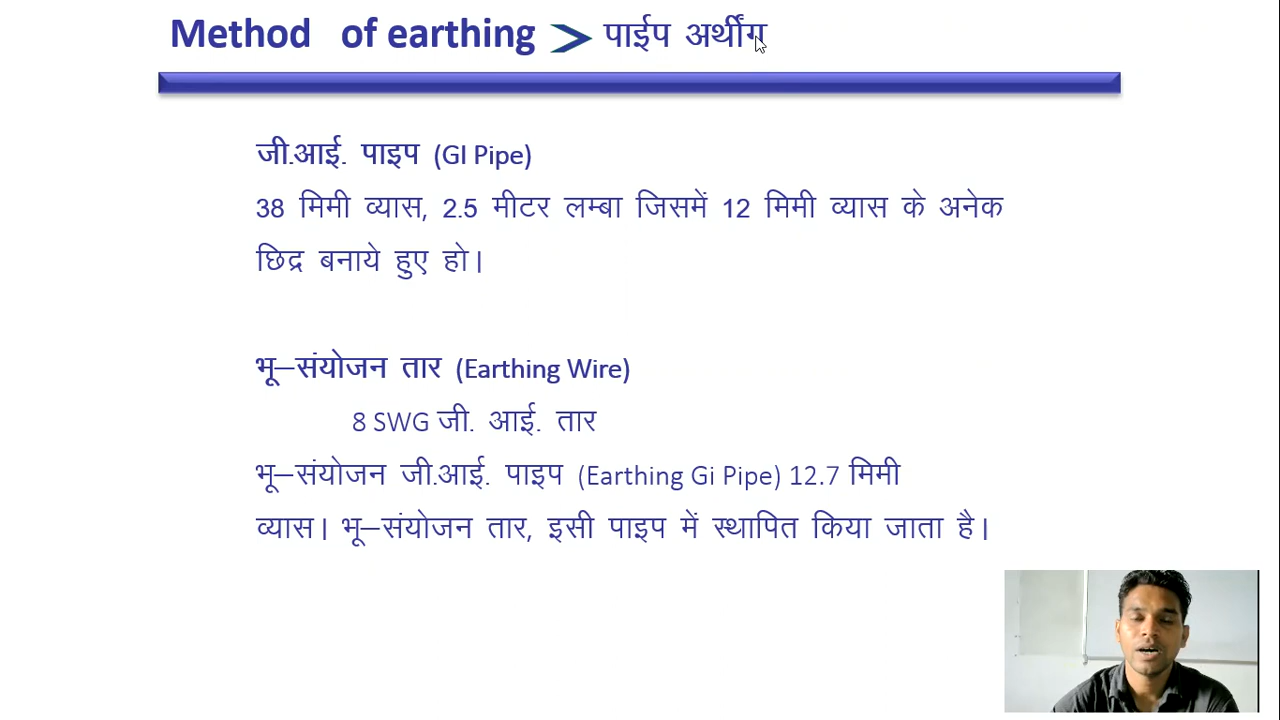 Method of earthing > पाईप अर्थींग
जी.आई. पाइप (GI Pipe)
38 मिमी व्यास, 2.5 मीटर लम्बा जिसमें 12 मिमी व्यास के अनेक
छिद्र बनाये हुए हो।
भू–संयोजन तार (Earthing Wire)
8 SWG जी. आई. तार
भू–संयोजन जी.आई. पाइप (Earthing Gi Pipe) 12.7 मिमी
व्यास। भू–संयोजन तार, इसी पाइप में स्थापित किया जाता है।